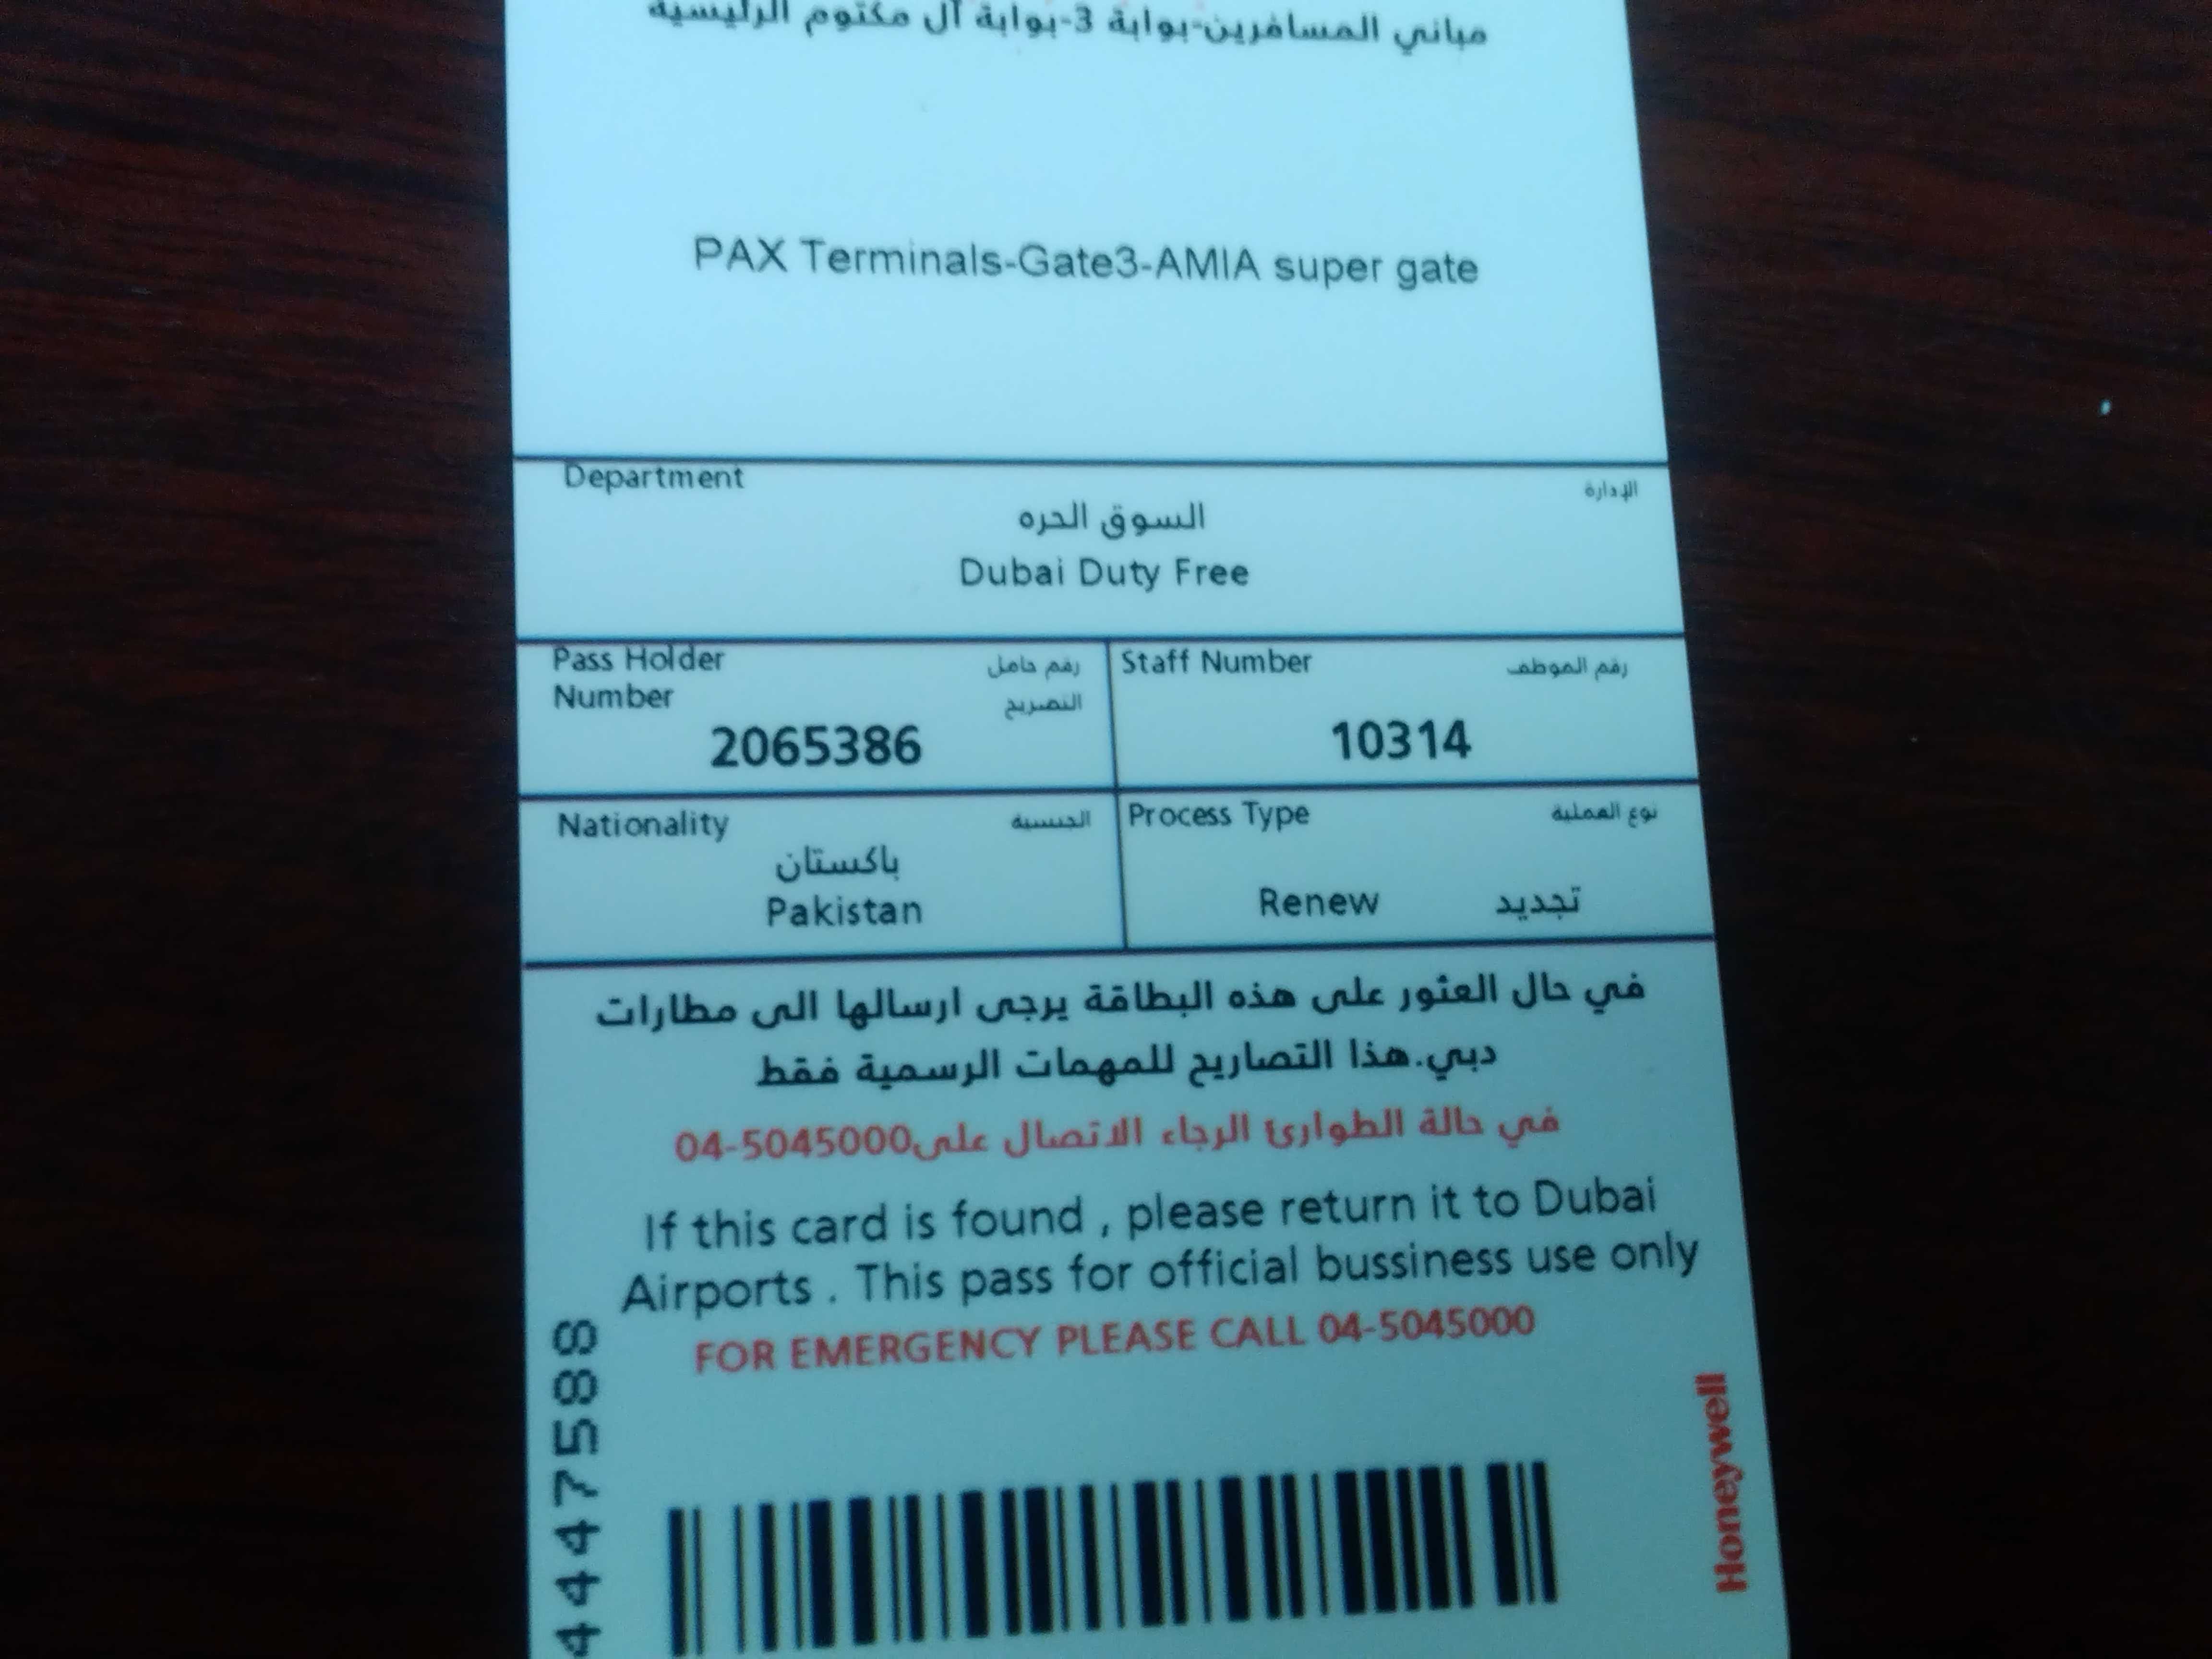 مباني المسافرين-بوابة 3-بوابة آل مكتوم الرئيسية
PAX Terminals-Gate3-AMIA super gate
Department الإدارة
السوق الحره
Dubai Duty Free
Pass Holder Number رقم حامل التصريح
2065386
Staff Number رقم الموظف
10314
Nationality الجنسية
باكستان
Pakistan
Process Type نوع العملية
Renew تجديد
في حال العثور على هذه البطاقة يرجى ارسالها الى مطارات
دبي.هذا التصاريح للمهمات الرسمية فقط
في حالة الطوارئ الرجاء الاتصال على04-5045000
If this card is found , please return it to Dubai
Airports . This pass for official bussiness use only
FOR EMERGENCY PLEASE CALL 04-5045000
4447588
Honeywell